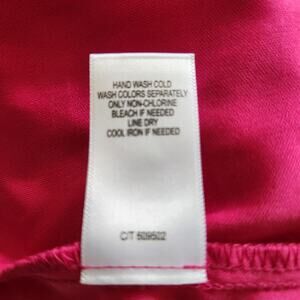 HAND WASH COLD
WASH COLORS SEPARATELY
ONLY NON-CHLORINE
BLEACH IF NEEDED
LINE DRY
COOL IRON IF NEEDED
C/T 509502